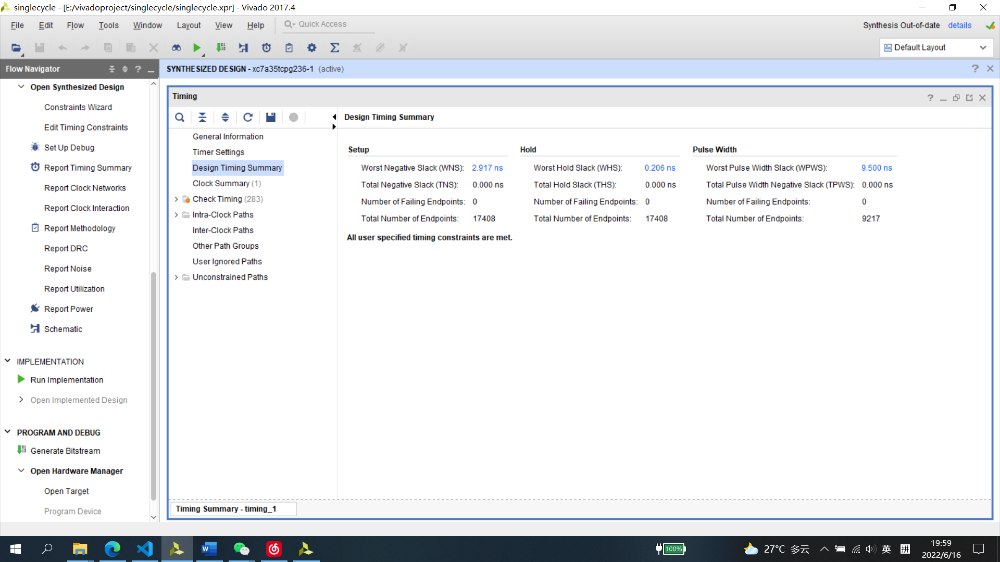 singlecycle - [E:/vivadoproject/singlecycle/singlecycle.xpr] - Vivado 2017.4
File Edit Flow Tools Window Layout View Help Quick Access
Synthesis Out-of-date details
Default Layout
Flow Navigator
SYNTHESIZED DESIGN - xc7a35tcpg236-1 (active)
Open Synthesized Design
Constraints Wizard
Edit Timing Constraints
Set Up Debug
Report Timing Summary
Report Clock Networks
Report Clock Interaction
Report Methodology
Report DRC
Report Noise
Report Utilization
Report Power
Schematic
IMPLEMENTATION
Run Implementation
Open Implemented Design
PROGRAM AND DEBUG
Generate Bitstream
Open Hardware Manager
Open Target
Program Device
Timing
General Information
Timer Settings
Design Timing Summary
Clock Summary (1)
Check Timing (283)
Intra-Clock Paths
Inter-Clock Paths
Other Path Groups
User Ignored Paths
Unconstrained Paths
Design Timing Summary
Setup
Worst Negative Slack (WNS): 2.917 ns
Total Negative Slack (TNS): 0.000 ns
Number of Failing Endpoints: 0
Total Number of Endpoints: 17408
Hold
Worst Hold Slack (WHS): 0.206 ns
Total Hold Slack (THS): 0.000 ns
Number of Failing Endpoints: 0
Total Number of Endpoints: 17408
Pulse Width
Worst Pulse Width Slack (WPWS): 9.500 ns
Total Pulse Width Negative Slack (TPWS): 0.000 ns
Number of Failing Endpoints: 0
Total Number of Endpoints: 9217
All user specified timing constraints are met.
Timing Summary - timing_1
100%
27°C 多云
英
拼
19:59
2022/6/16